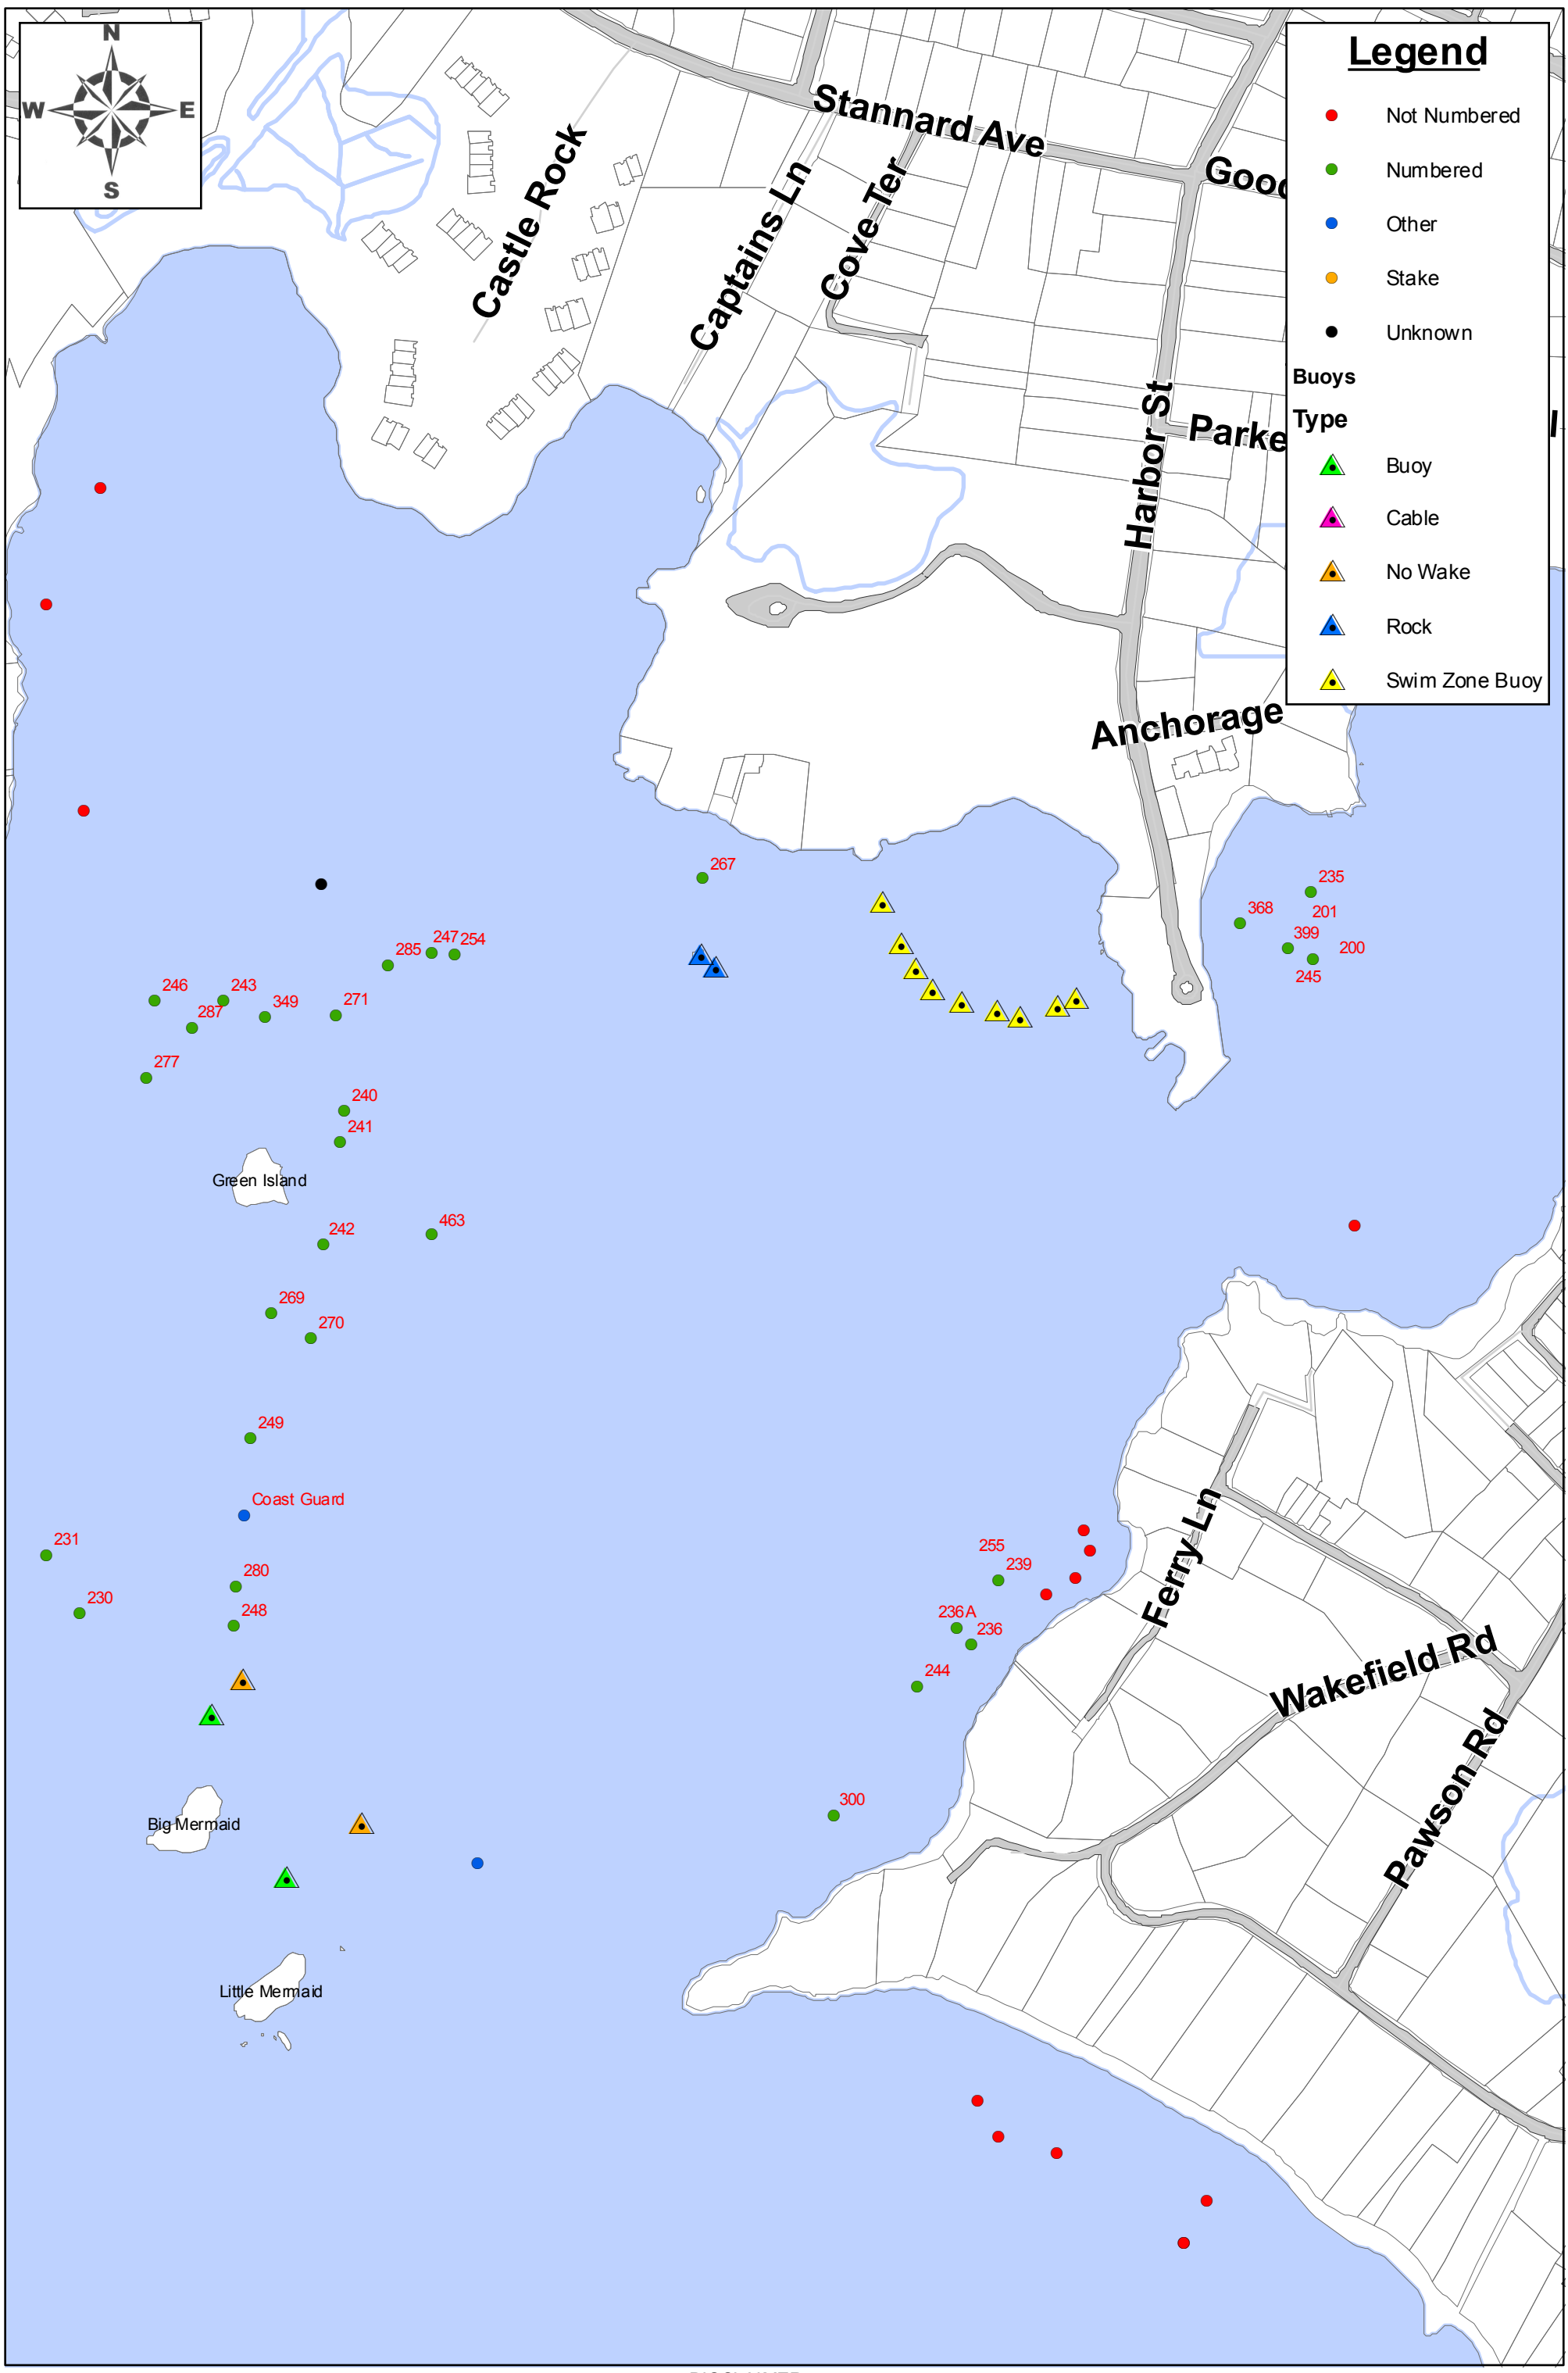 N
W E
S
Legend
Not Numbered
Numbered
Other
Stake
Unknown
Buoys
Type
Buoy
Cable
No Wake
Rock
Swim Zone Buoy
Stannard Ave
Castle Rock
Captains Ln
Cove Ter
Harbor St
Anchorage
267
235
368
201
399
200
245
285
247
254
246
243
287
349
271
277
240
241
Green Island
242
463
269
270
249
Coast Guard
231
280
230
248
255
239
236A
236
244
Ferry Ln
Wakefield Rd
Pawson Rd
300
Big Mermaid
Little Mermaid